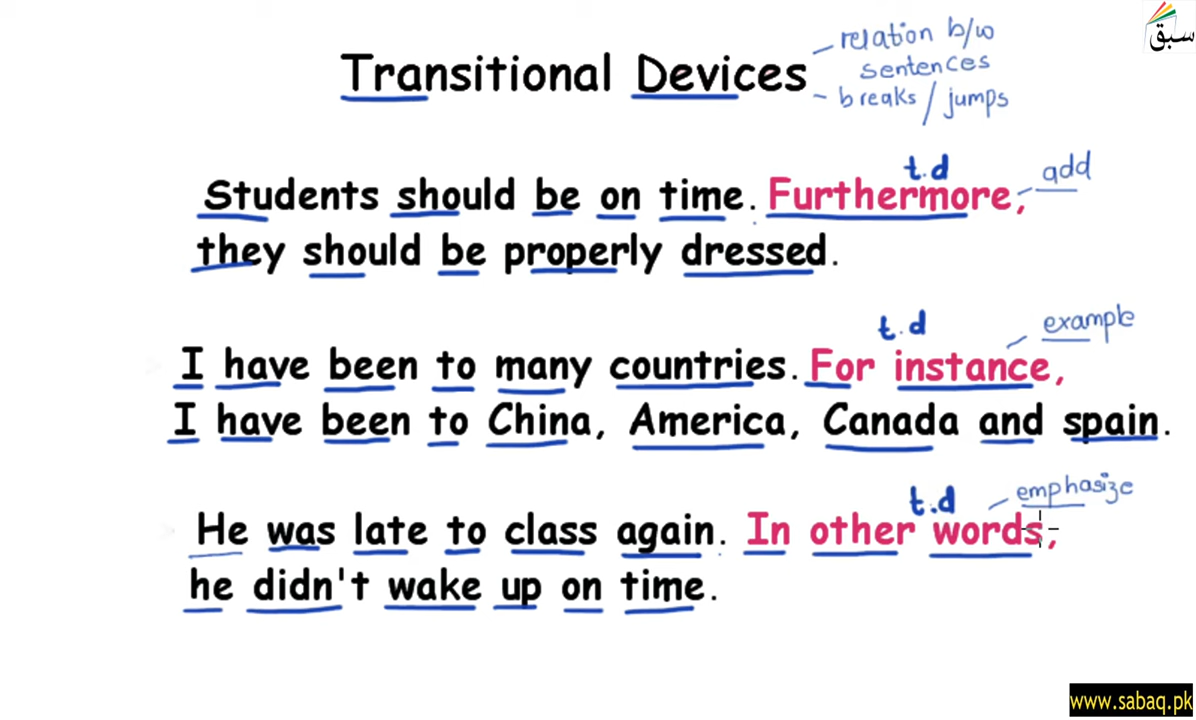 سبق
Transitional Devices
- relation b/w
sentences
- breaks / jumps
t.d
add
Students should be on time. Furthermore,
they should be properly dressed.
t.d
example
I have been to many countries. For instance,
I have been to China, America, Canada and spain.
t.d
emphasize
He was late to class again. In other words,
he didn't wake up on time.
www.sabaq.pk